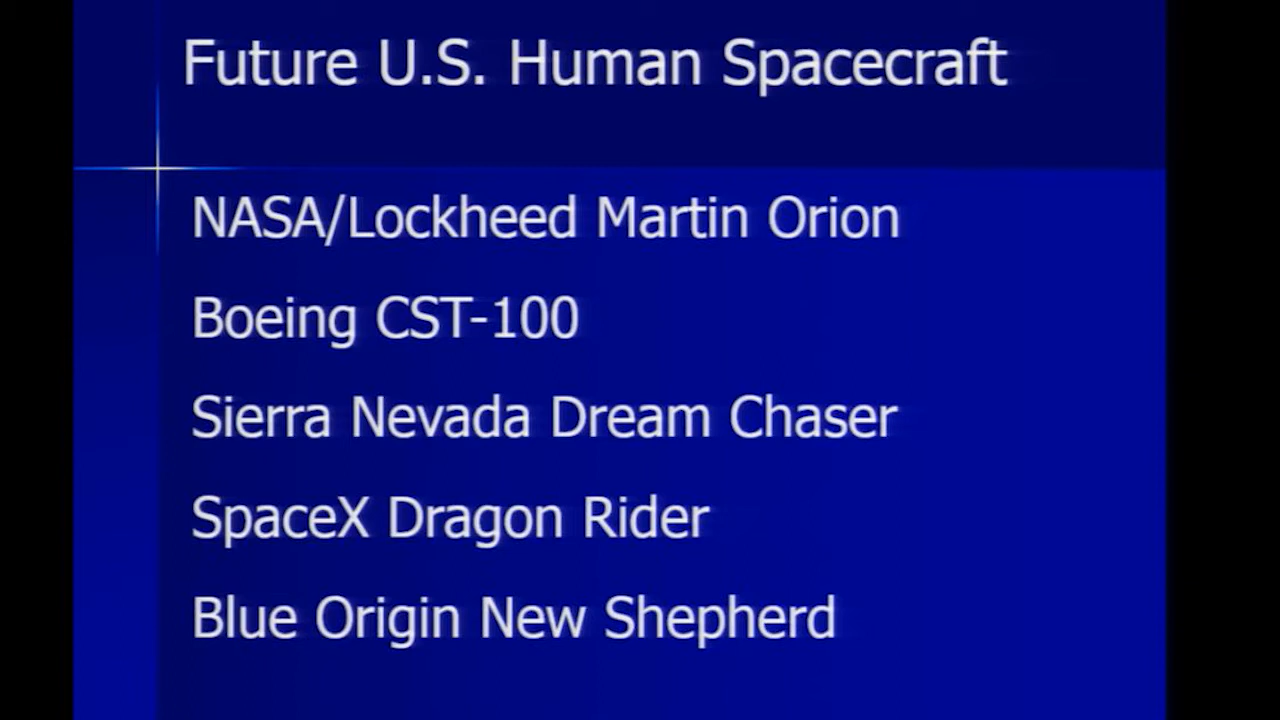 Future U.S. Human Spacecraft
NASA/Lockheed Martin Orion
Boeing CST-100
Sierra Nevada Dream Chaser
SpaceX Dragon Rider
Blue Origin New Shepherd